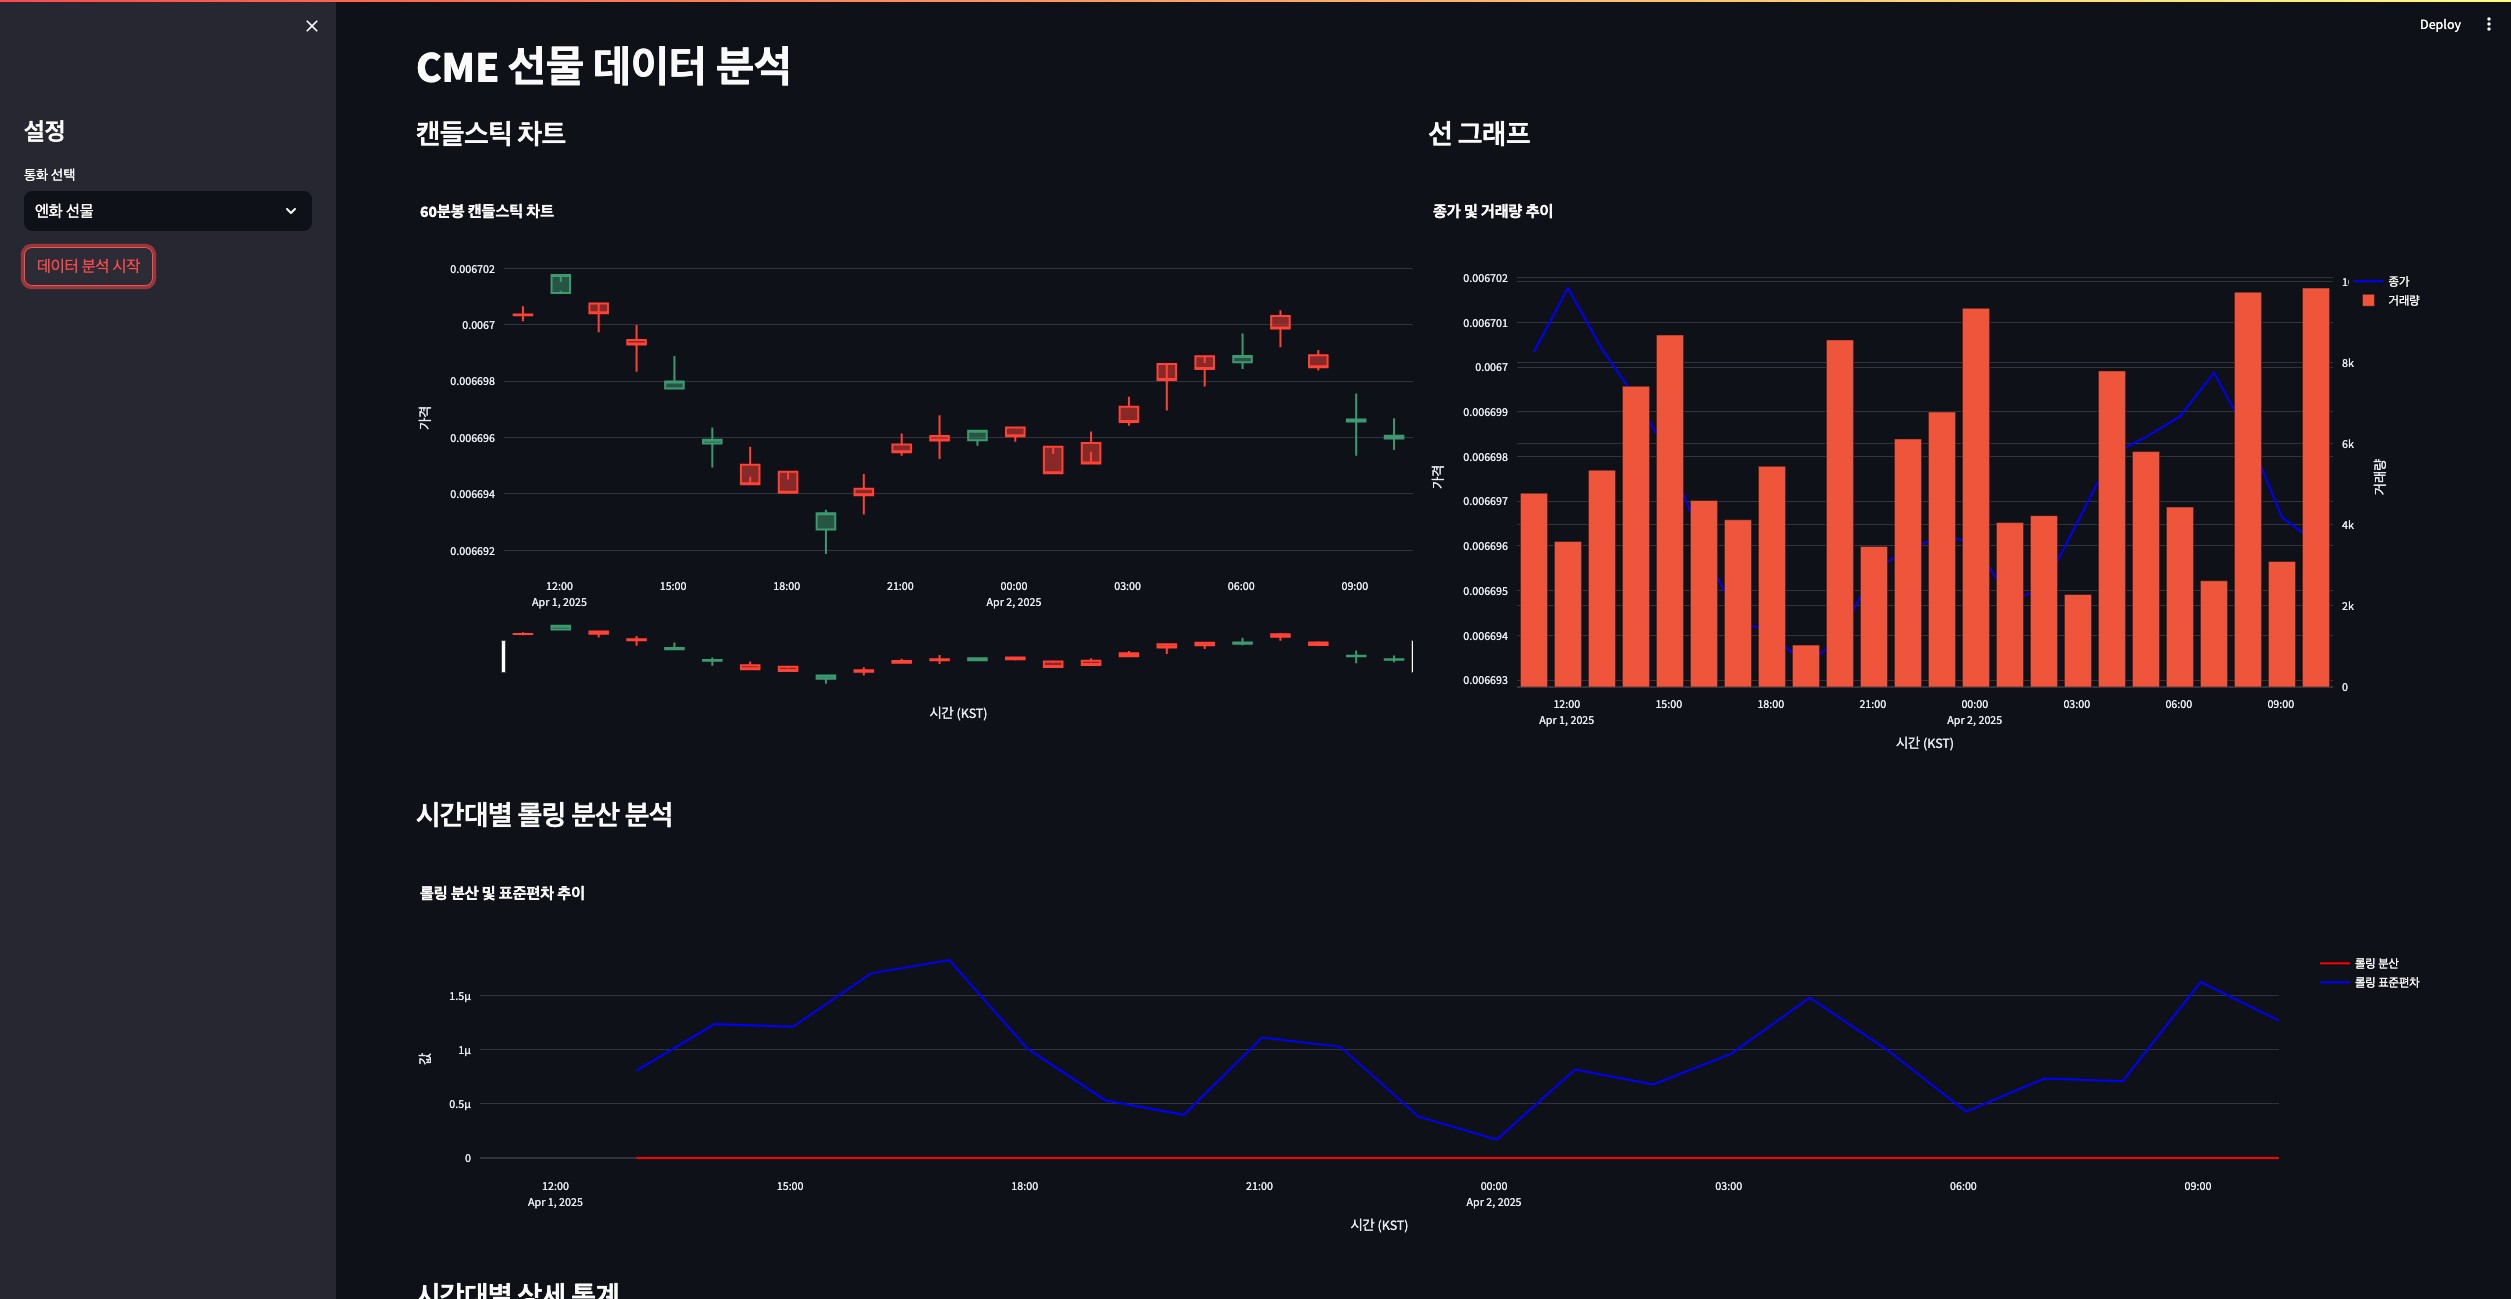 Deploy
CME 선물 데이터 분석
설정
통화 선택
엔화 선물
데이터 분석 시작
캔들스틱 차트
60분봉 캔들스틱 차트
가격
0.006702
0.0067
0.006698
0.006696
0.006694
0.006692
12:00 15:00 18:00 21:00 00:00 03:00 06:00 09:00
Apr 1, 2025 Apr 2, 2025
시간 (KST)
선 그래프
종가 및 거래량 추이
가격
0.006702
0.006701
0.0067
0.006699
0.006698
0.006697
0.006696
0.006695
0.006694
0.006693
8k
6k
4k
2k
0
거래량
종가
거래량
12:00 15:00 18:00 21:00 00:00 03:00 06:00 09:00
Apr 1, 2025 Apr 2, 2025
시간 (KST)
시간대별 롤링 분산 분석
롤링 분산 및 표준편차 추이
값
1.5μ
1μ
0.5μ
0
롤링 분산
롤링 표준편차
12:00 15:00 18:00 21:00 00:00 03:00 06:00 09:00
Apr 1, 2025 Apr 2, 2025
시간 (KST)
시간대별 상세 통계